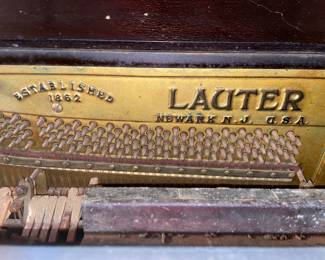 ESTABLISHED
1862
LAUTER
NEWARK N.J. U.S.A.